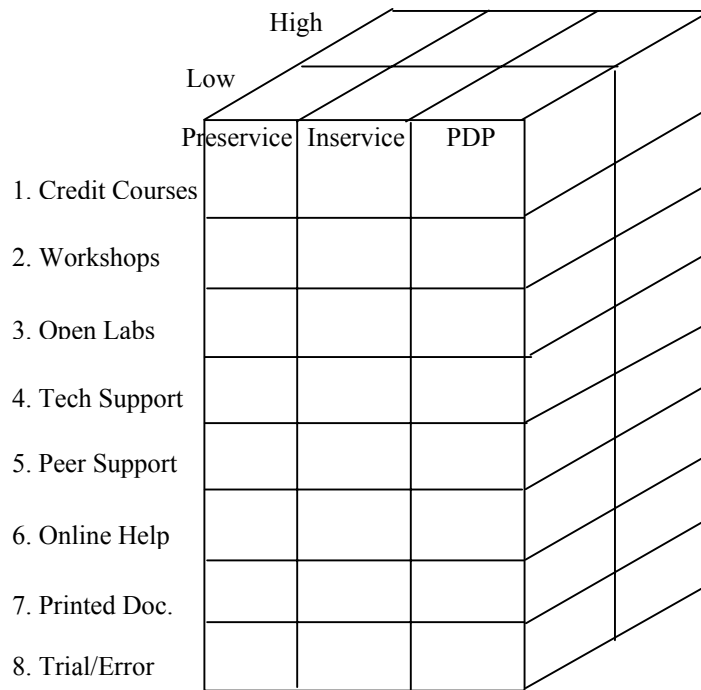 High
Low
Preservice Inservice PDP
1. Credit Courses
2. Workshops
3. Open Labs
4. Tech Support
5. Peer Support
6. Online Help
7. Printed Doc.
8. Trial/Error